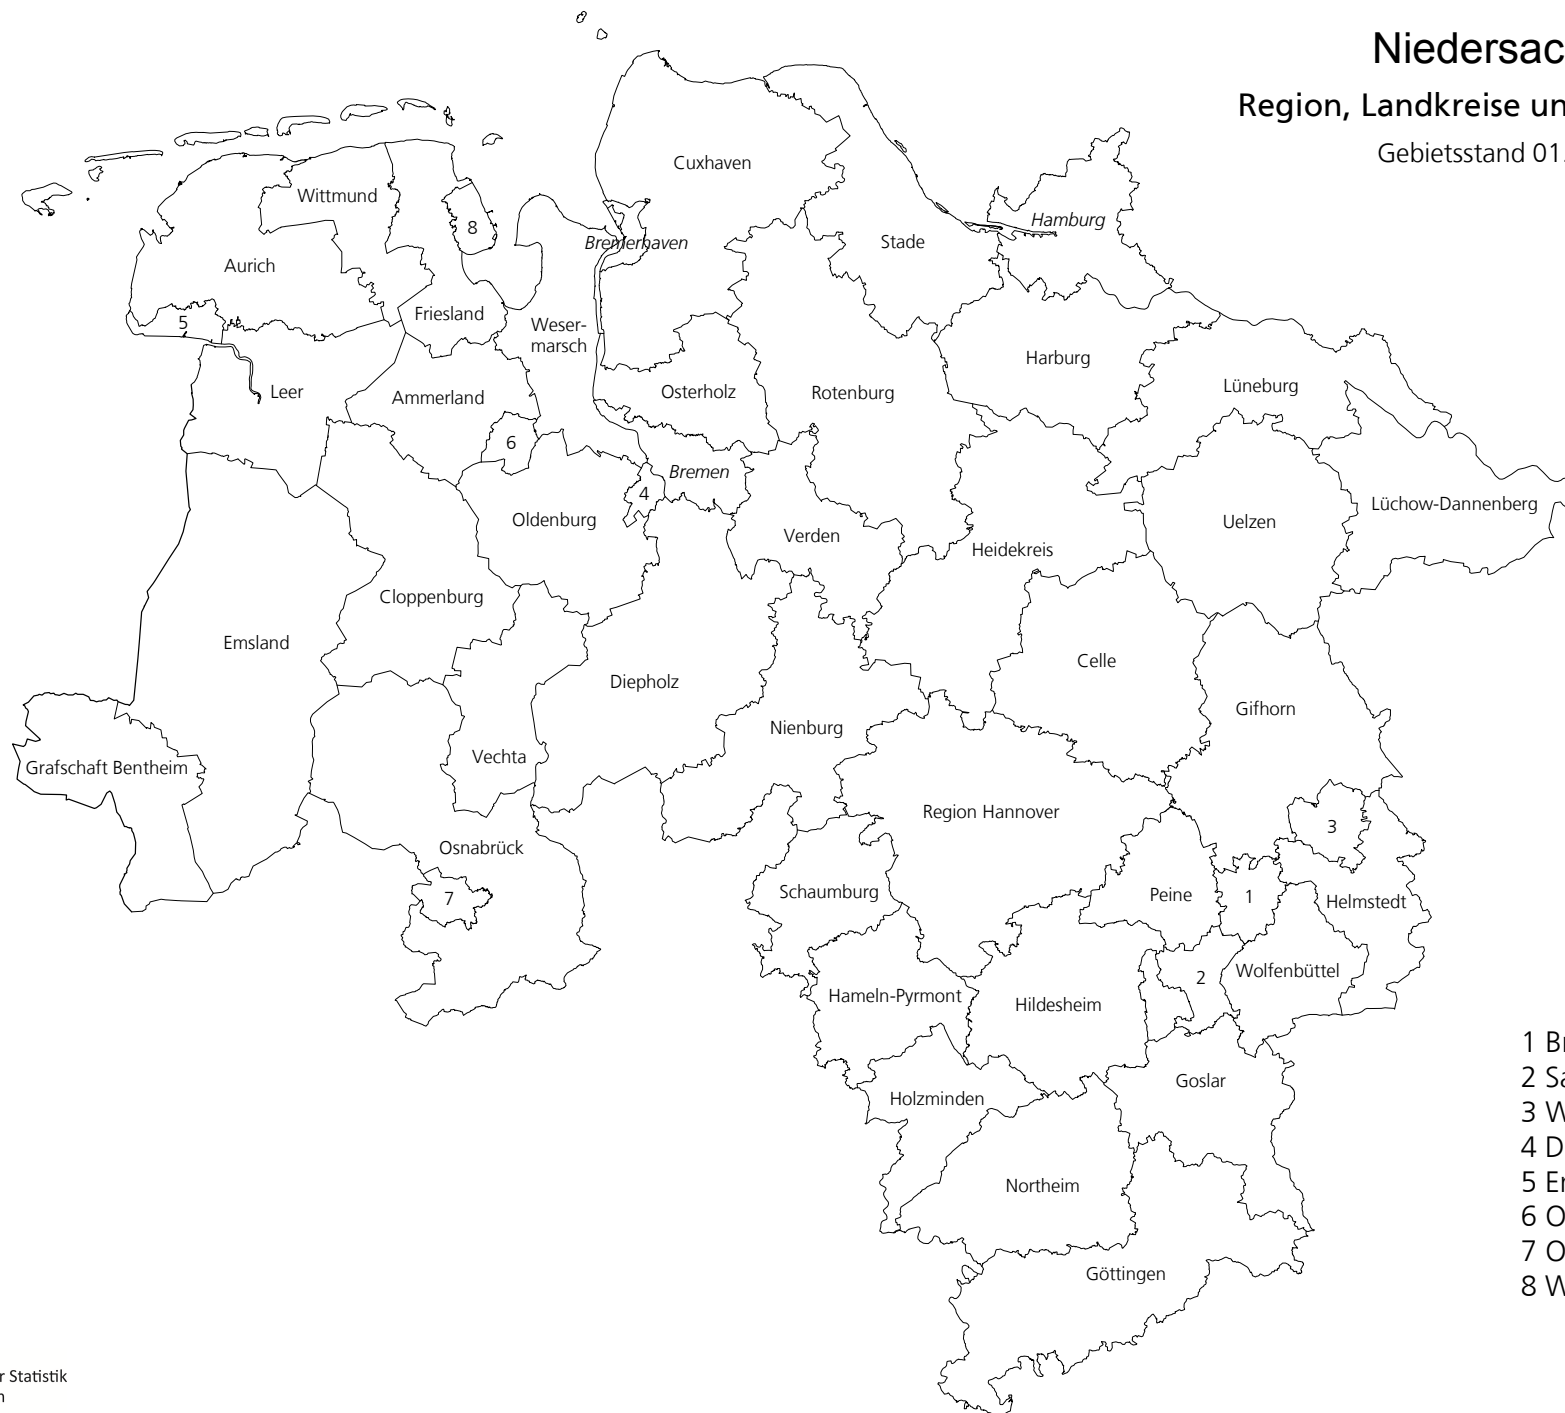 Niedersac
Region, Landkreise un
Gebietsstand 01.
Cuxhaven
Wittmund
8
Hamburg
Bremerhaven
Stade
Aurich
Friesland
5
Weser-
marsch
Harburg
Lüneburg
Leer
Ammerland
Osterholz
Rotenburg
6
Bremen
4
Lüchow-Dannenberg
Oldenburg
Uelzen
Verden
Heidekreis
Cloppenburg
Emsland
Celle
Diepholz
Gifhorn
Nienburg
Vechta
Grafschaft Bentheim
Region Hannover
3
Osnabrück
Schaumburg
Peine
1
7
Helmstedt
Wolfenbüttel
2
Hameln-Pyrmont
Hildesheim
Goslar
Holzminden
Northeim
Göttingen
1 Br
2 Sa
3 W
4 D
5 Er
6 O
7 O
8 W
r Statistik
n